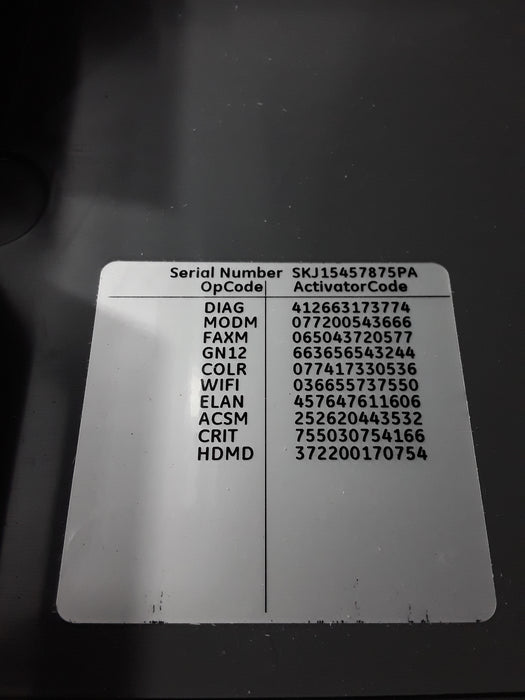 Serial Number SKJ15457875PA
OpCode ActivatorCode
DIAG 412663173774
MODM 077200543666
FAXM 065043720577
GN12 663656543244
COLR 077417330536
WIFI 036655737550
ELAN 457647611606
ACSM 252620443532
CRIT 755030754166
HDMD 372200170754